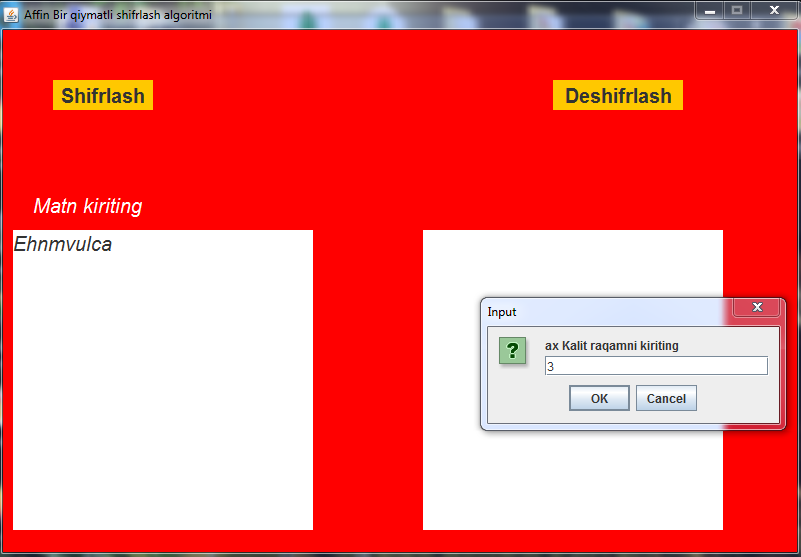 Affin Bir qiymatli shifrlash algoritmi
Shifrlash
Deshifrlash
Matn kiriting
Ehnmvulca
Input
?
ax Kalit raqamni kiriting
3
OK
Cancel